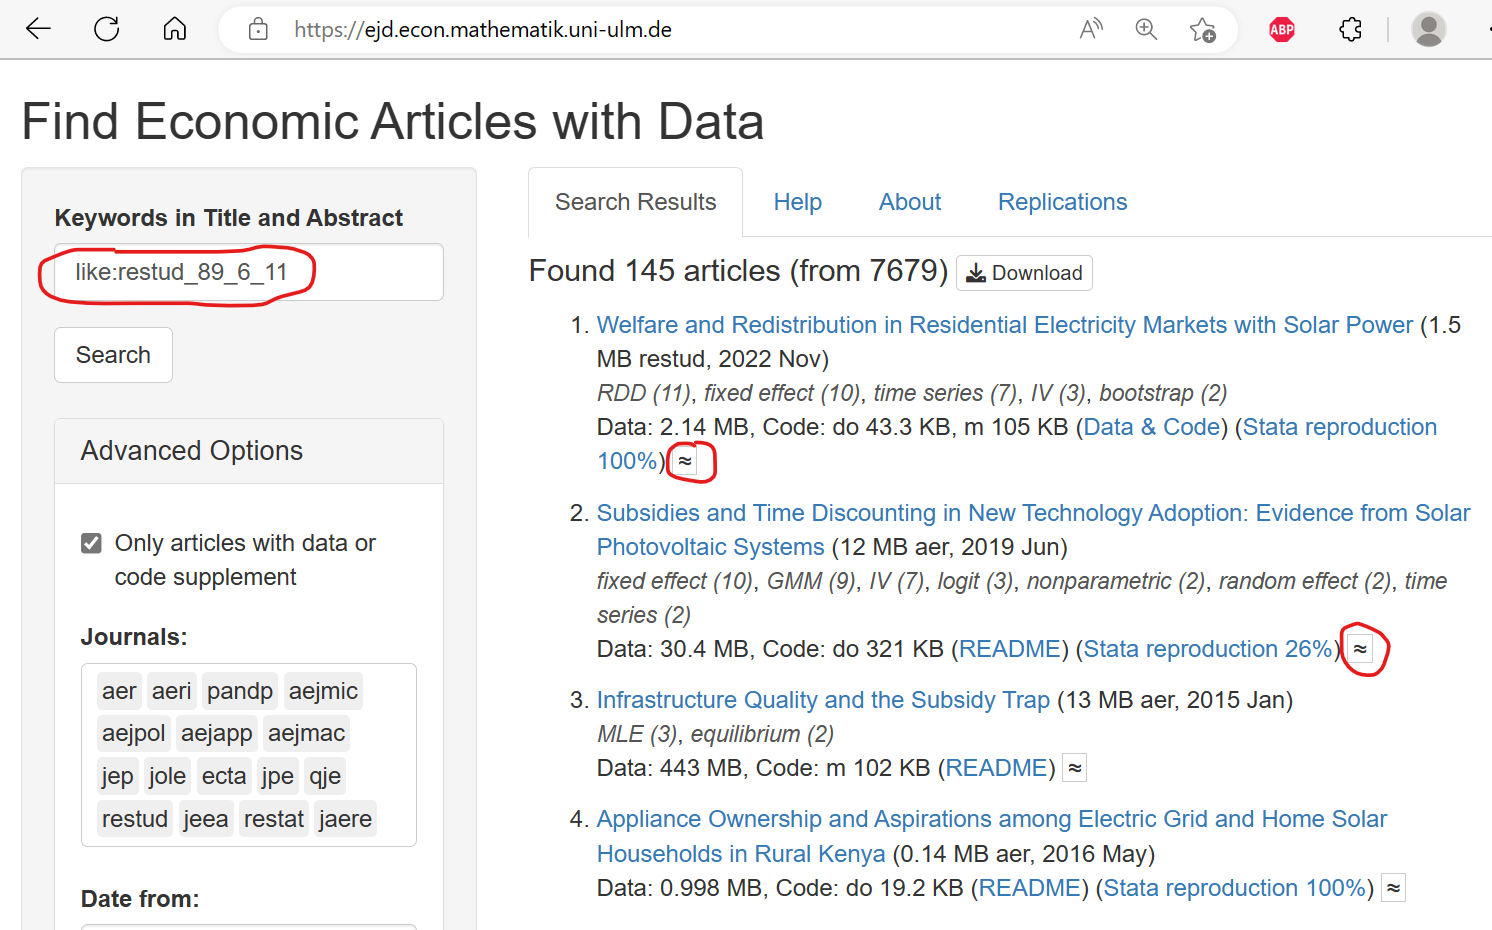 https://ejd.econ.mathematik.uni-ulm.de
A
ABP
Find Economic Articles with Data
Keywords in Title and Abstract
like:restud_89_6_11
Search
Advanced Options
Only articles with data or
code supplement
Journals:
aer aeri pandp aejmic
aejpol aejapp aejmac
jep jole ecta jpe qje
restud jeea restat jaere
Date from:
Search Results Help About Replications
Found 145 articles (from 7679) Download
1. Welfare and Redistribution in Residential Electricity Markets with Solar Power (1.5
MB restud, 2022 Nov)
RDD (11), fixed effect (10), time series (7), IV (3), bootstrap (2)
Data: 2.14 MB, Code: do 43.3 KB, m 105 KB (Data & Code) (Stata reproduction
100%) ≈
2. Subsidies and Time Discounting in New Technology Adoption: Evidence from Solar
Photovoltaic Systems (12 MB aer, 2019 Jun)
fixed effect (10), GMM (9), IV (7), logit (3), nonparametric (2), random effect (2), time
series (2)
Data: 30.4 MB, Code: do 321 KB (README) (Stata reproduction 26%) ≈
3. Infrastructure Quality and the Subsidy Trap (13 MB aer, 2015 Jan)
MLE (3), equilibrium (2)
Data: 443 MB, Code: m 102 KB (README) ≈
4. Appliance Ownership and Aspirations among Electric Grid and Home Solar
Households in Rural Kenya (0.14 MB aer, 2016 May)
Data: 0.998 MB, Code: do 19.2 KB (README) (Stata reproduction 100%) ≈